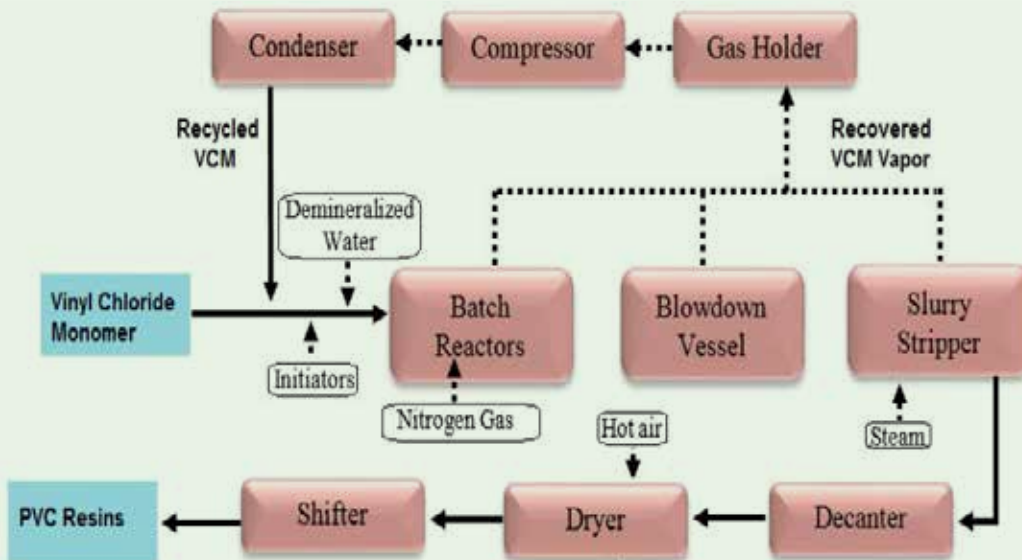 Condenser
Compressor
Gas Holder
Recycled
VCM
Recovered
VCM Vapor
Demineralized
Water
Vinyl Chloride
Monomer
Batch
Reactors
Blowdown
Vessel
Slurry
Stripper
Initiators
Nitrogen Gas
Hot air
Steam
PVC Resins
Shifter
Dryer
Decanter